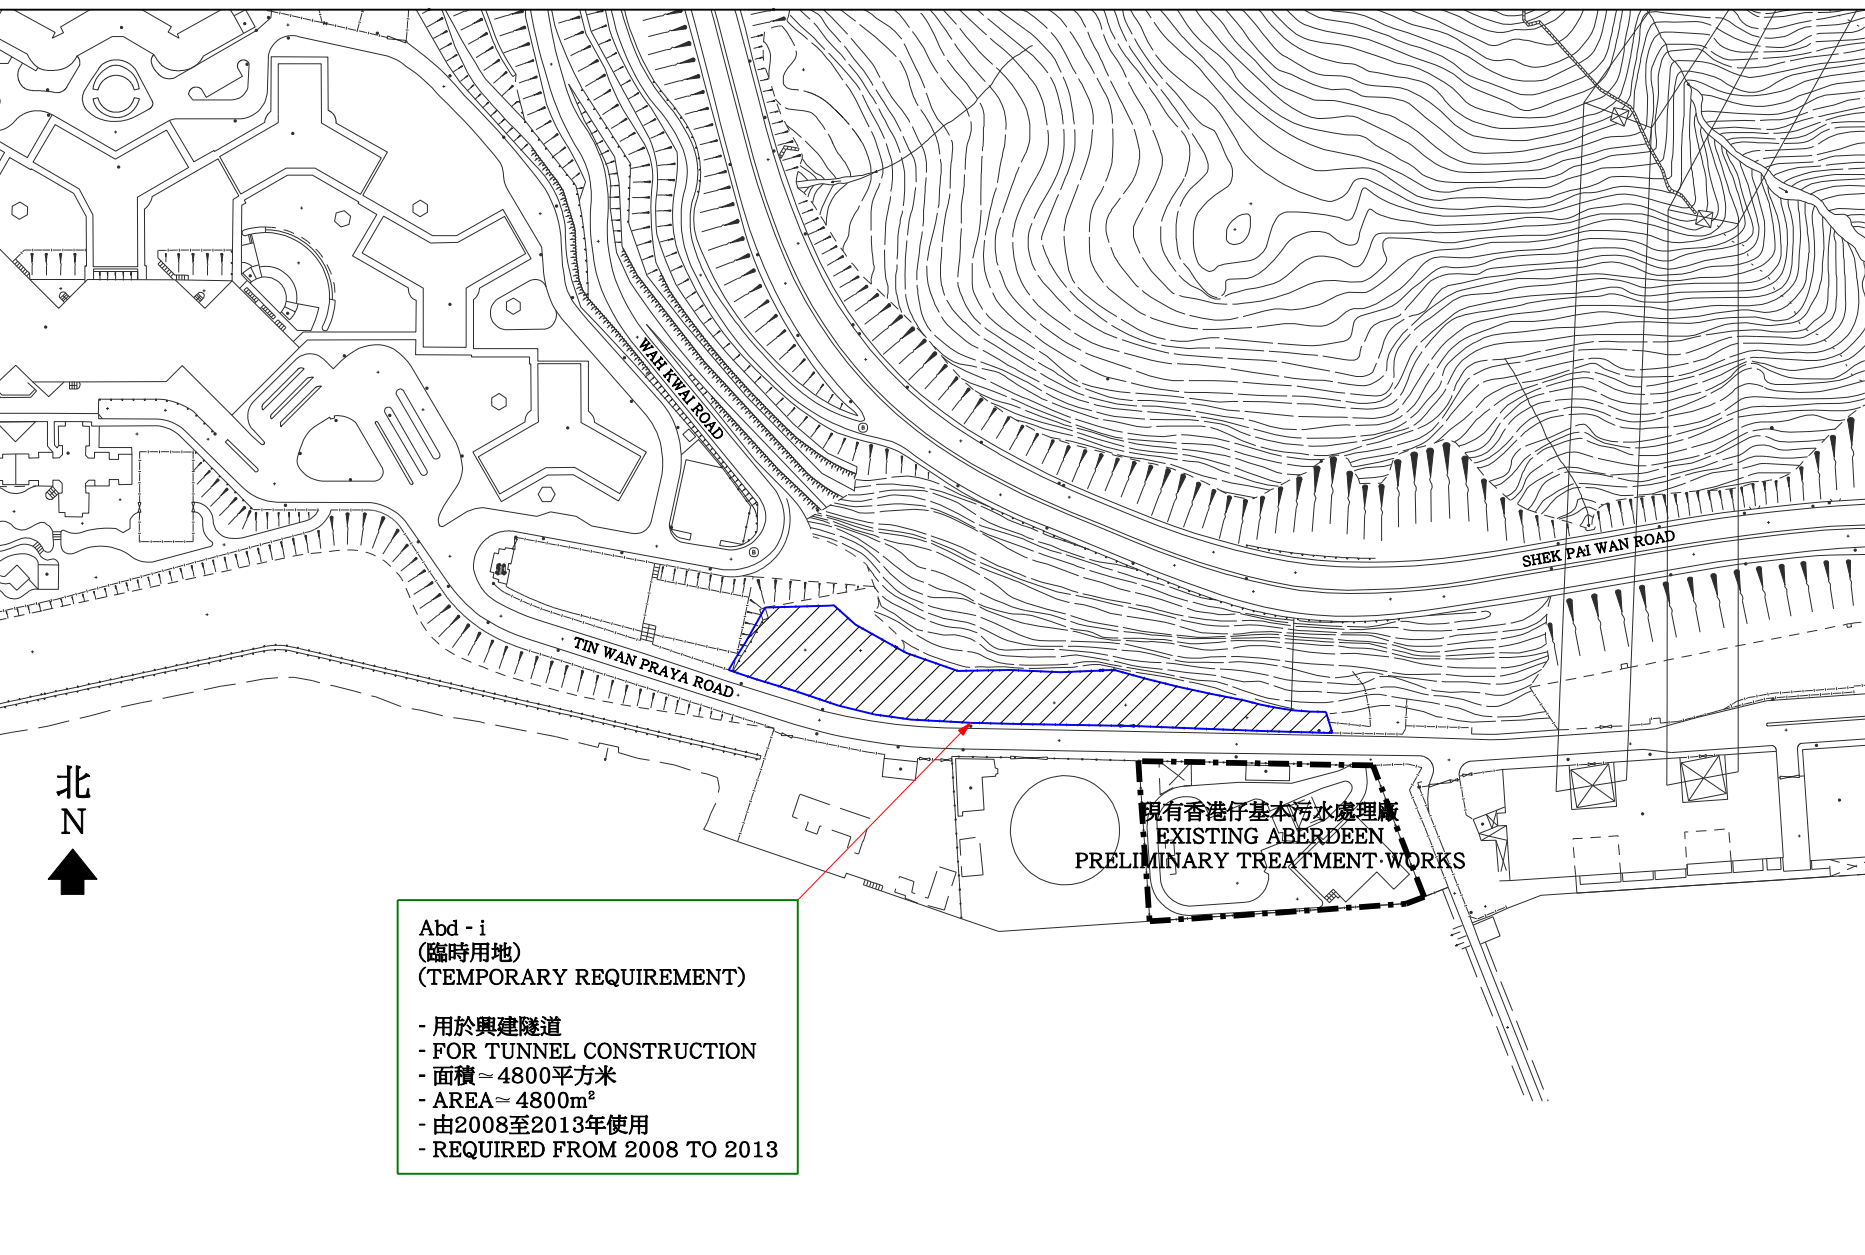 WAH KWAI ROAD
SHEK PAI WAN ROAD
TIN WAN PRAYA ROAD
北
N
現有香港仔基本污水處理廠
EXISTING ABERDEEN
PRELIMINARY TREATMENT WORKS
Abd - i
(臨時用地)
(TEMPORARY REQUIREMENT)
- 用於興建隧道
- FOR TUNNEL CONSTRUCTION
- 面積≃4800平方米
- AREA≃4800m²
- 由2008至2013年使用
- REQUIRED FROM 2008 TO 2013
B
B